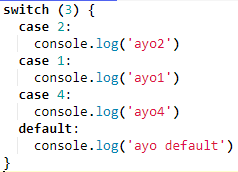 switch (3) {
  case 2:
    console.log('ayo2')
  case 1:
    console.log('ayo1')
  case 4:
    console.log('ayo4')
  default:
    console.log('ayo default')
}